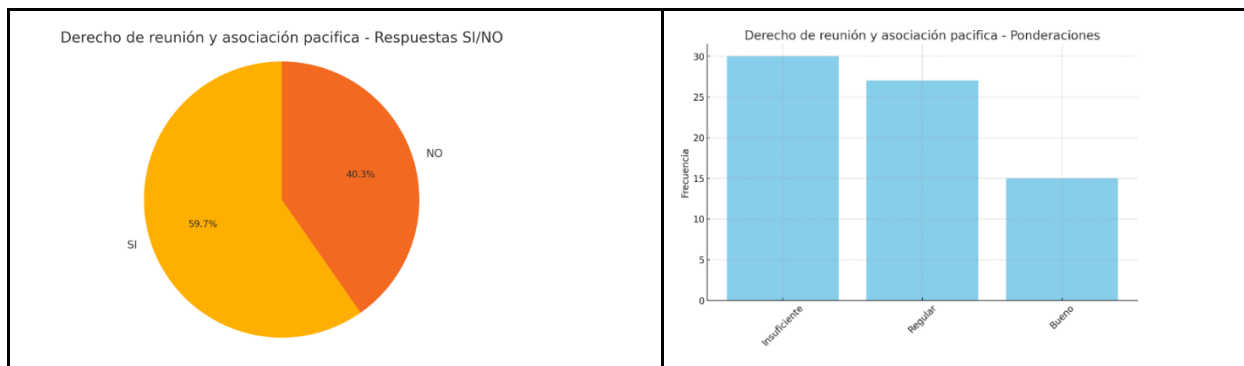 Derecho de reunión y asociación pacifica - Respuestas SI/NO
NO
40.3%
59.7%
SI
Derecho de reunión y asociación pacifica - Ponderaciones
30
25
20
15
10
5
0
Frecuencia
Insuficiente
Regular
Bueno